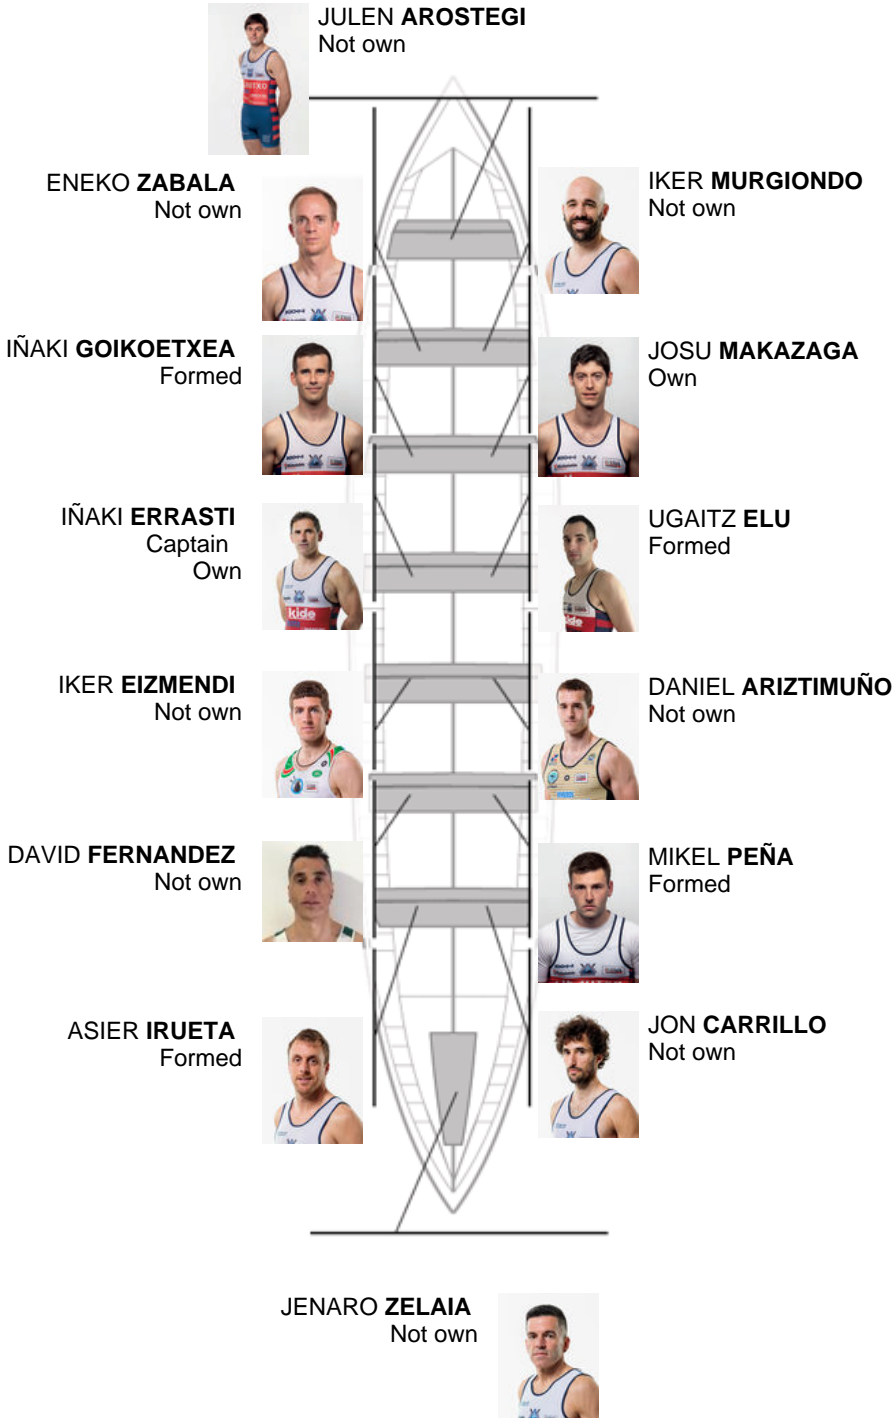 JULEN AROSTEGI
Not own
ENEKO ZABALA
Not own
IKER MURGIONDO
Not own
IÑAKI GOIKOETXEA
Formed
JOSU MAKAZAGA
Own
IÑAKI ERRASTI
Captain
Own
UGAITZ ELU
Formed
kide
kide
IKER EIZMENDI
Not own
DANIEL ARIZTIMUÑO
Not own
DAVID FERNANDEZ
Not own
MIKEL PEÑA
Formed
ASIER IRUETA
Formed
JON CARRILLO
Not own
JENARO ZELAIA
Not own